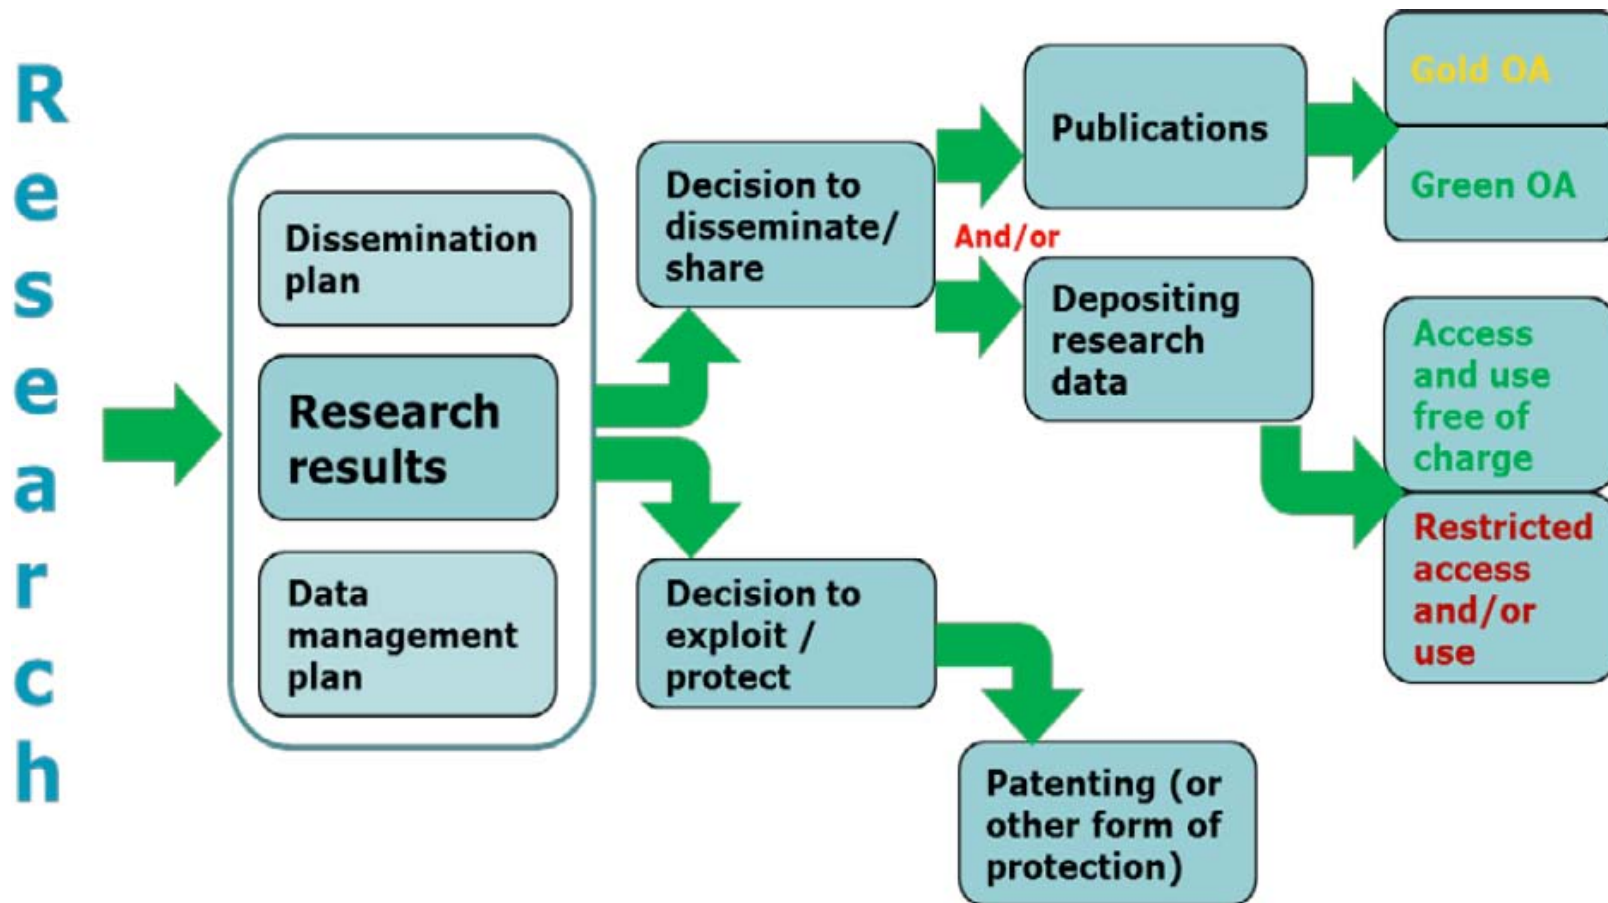 Research
Dissemination
plan
Research
results
Data
management
plan
Decision to
disseminate/
share
Decision to
exploit /
protect
And/or
Publications
Depositing
research
data
Patenting (or
other form of
protection)
Gold OA
Green OA
Access
and use
free of
charge
Restricted
access
and/or
use